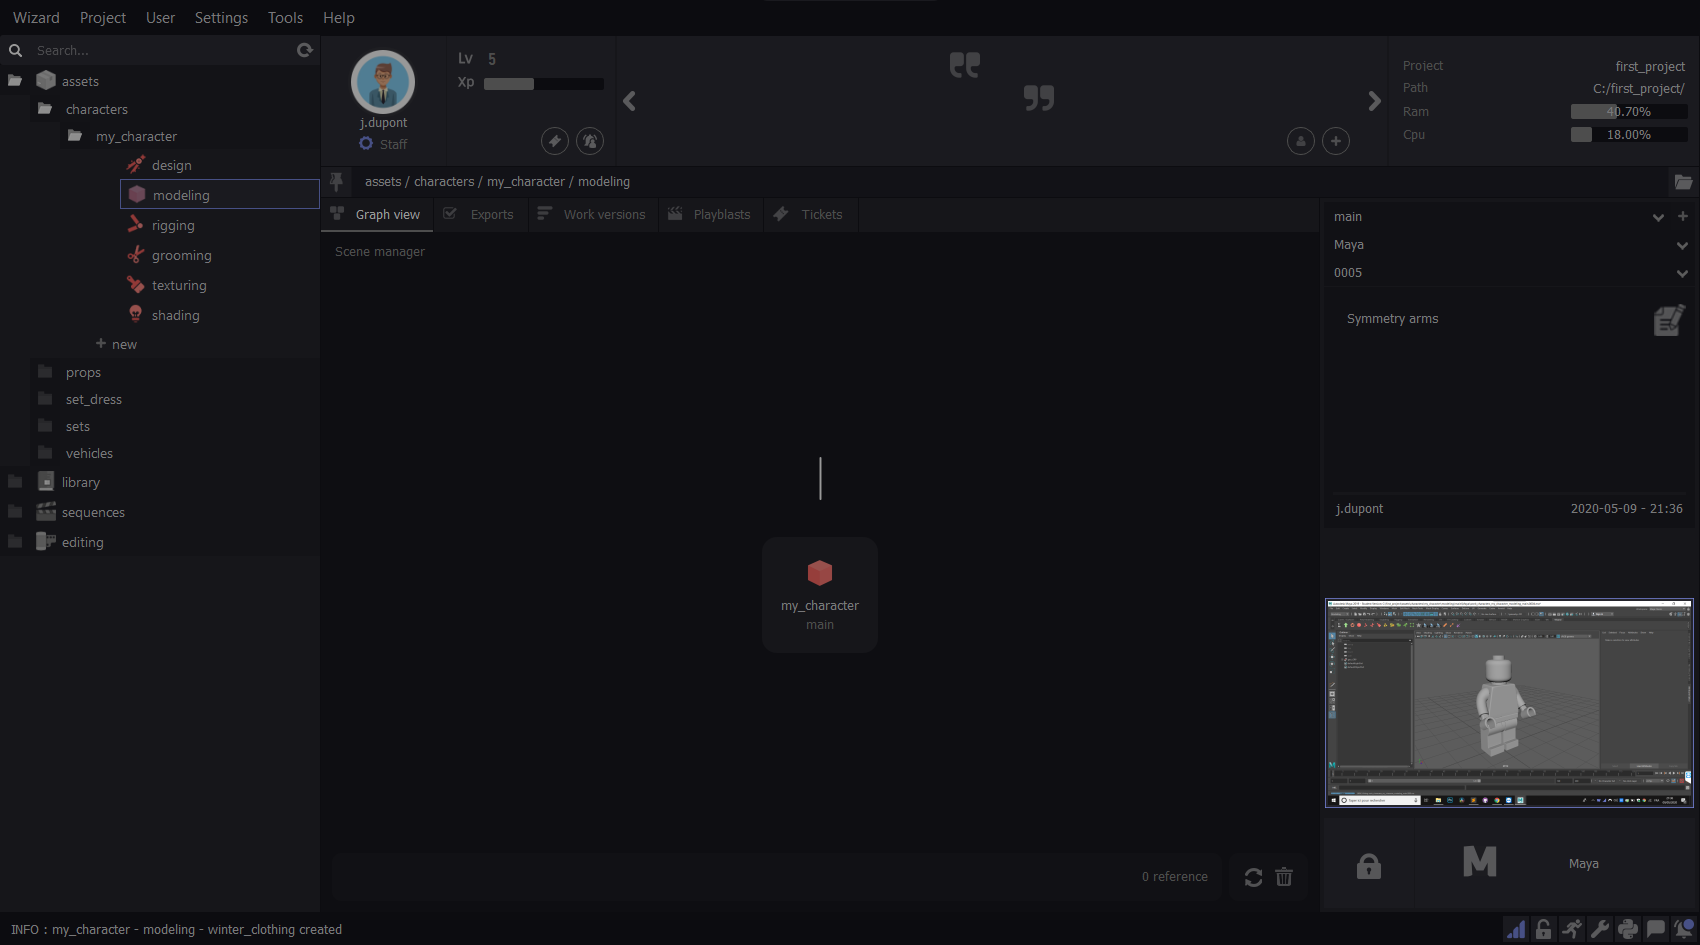 Wizard Project User Settings Tools Help
Search...
assets
characters
my_character
design
modeling
rigging
grooming
texturing
shading
+ new
props
set_dress
sets
vehicles
library
sequences
editing
j.dupont
Staff
Lv 5
Xp
Project first_project
Path C:/first_project/
Ram 40.70%
Cpu 18.00%
assets / characters / my_character / modeling
Graph view Exports Work versions Playblasts Tickets
Scene manager
my_character
main
0 reference
main
Maya
0005
Symmetry arms
j.dupont 2020-05-09 - 21:36
M Maya
INFO : my_character - modeling - winter_clothing created